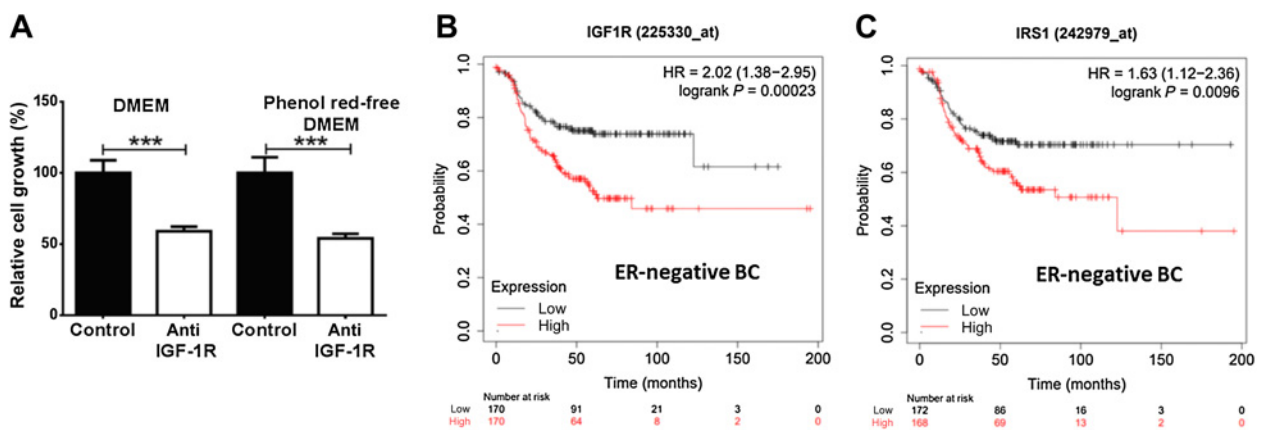 A
Relative cell growth (%)
150
100
50
0
DMEM
***
Phenol red-free
DMEM
***
Control
Anti
IGF-1R
Control
Anti
IGF-1R
B
IGF1R (225330_at)
HR = 2.02 (1.38–2.95)
logrank P = 0.00023
Probability
1.0
0.8
0.6
0.4
0.2
0.0
ER-negative BC
Expression
Low
High
0 50 100 150 200
Time (months)
Number at risk
Low 170 91 21 3 0
High 170 64 8 2 0
C
IRS1 (242979_at)
HR = 1.63 (1.12–2.36)
logrank P = 0.0096
Probability
1.0
0.8
0.6
0.4
0.2
0.0
ER-negative BC
Expression
Low
High
0 50 100 150 200
Time (months)
Number at risk
Low 172 86 16 3 0
High 168 69 13 2 0